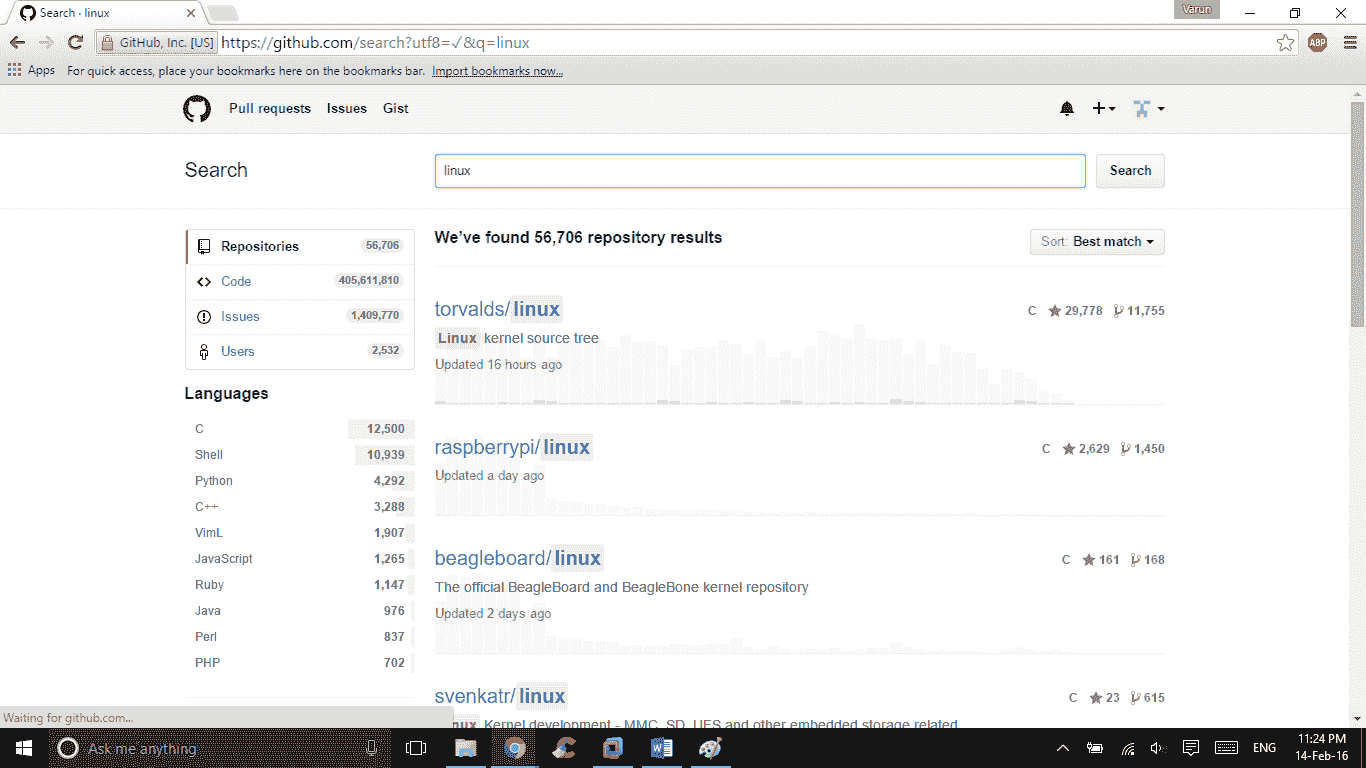 Search · linux
Varun
GitHub, Inc. [US] https://github.com/search?utf8=✓&q=linux
ABP
Apps For quick access, place your bookmarks here on the bookmarks bar. Import bookmarks now...
Pull requests Issues Gist
Search
linux
Search
Repositories 56,706
Code 405,611,810
Issues 1,409,770
Users 2,532
Languages
C 12,500
Shell 10,939
Python 4,292
C++ 3,288
VimL 1,907
JavaScript 1,265
Ruby 1,147
Java 976
Perl 837
PHP 702
We've found 56,706 repository results
Sort: Best match
torvalds/linux C 29,778 11,755
Linux kernel source tree
Updated 16 hours ago
raspberrypi/linux C 2,629 1,450
Updated a day ago
beagleboard/linux C 161 168
The official BeagleBoard and BeagleBone kernel repository
Updated 2 days ago
svenkatr/linux C 23 615
Kernel development - MMC, SD, UFS and other embedded storage related
Waiting for github.com...
Ask me anything
ENG
11:24 PM
14-Feb-16